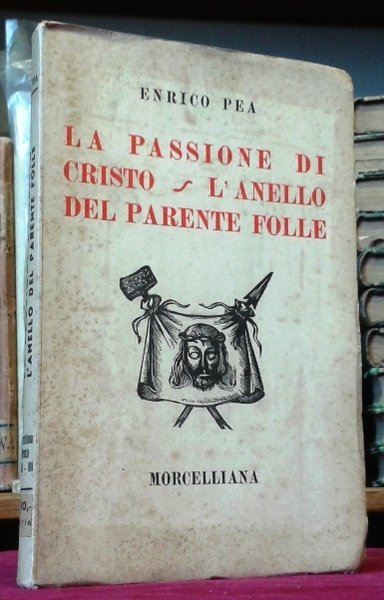 ENRICO PEA
LA PASSIONE DI
CRISTO ~ L'ANELLO
DEL PARENTE FOLLE
MORCELLIANA
L'ANELLO DEL PARENTE FOLLE